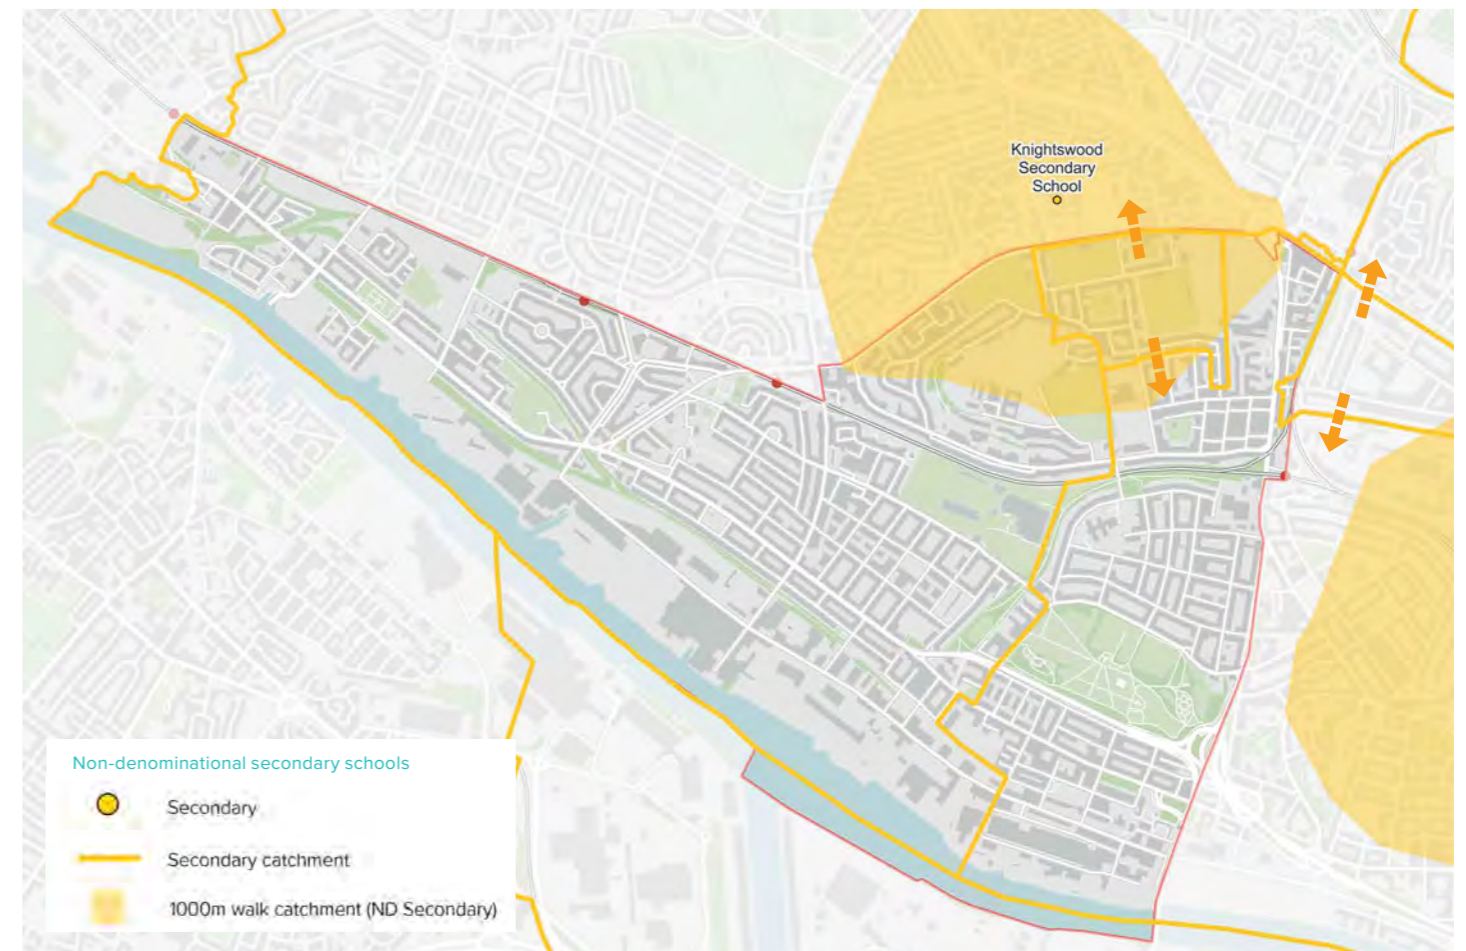 Knightswood
Secondary
School
Non-denominational secondary schools
Secondary
Secondary catchment
1000m walk catchment (ND Secondary)